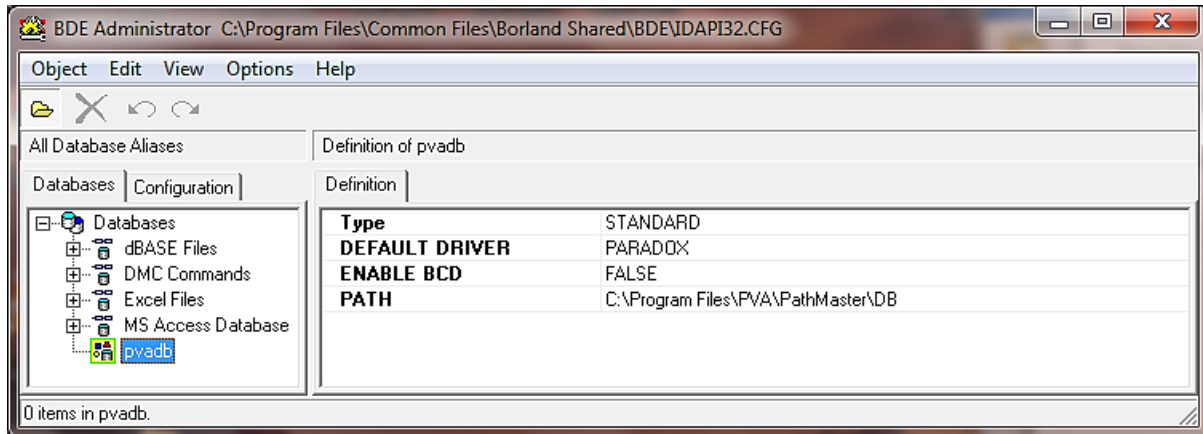 BDE Administrator C:\Program Files\Common Files\Borland Shared\BDE\IDAPI32.CFG
Object Edit View Options Help
All Database Aliases Definition of pvadb
Databases Configuration Definition
Databases
dBASE Files
DMC Commands
Excel Files
MS Access Database
pvadb
Type STANDARD
DEFAULT DRIVER PARADOX
ENABLE BCD FALSE
PATH C:\Program Files\PVA\PathMaster\DB
0 items in pvadb.